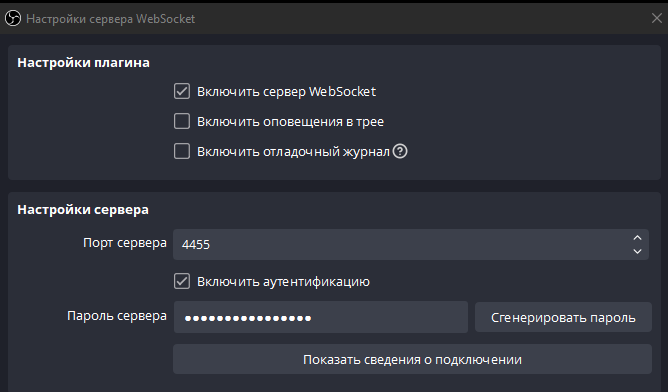 Настройки сервера WebSocket
Настройки плагина
Включить сервер WebSocket
Включить оповещения в трее
Включить отладочный журнал ?
Настройки сервера
Порт сервера 4455
Включить аутентификацию
Пароль сервера ●●●●●●●●●●●●●●●● Сгенерировать пароль
Показать сведения о подключении